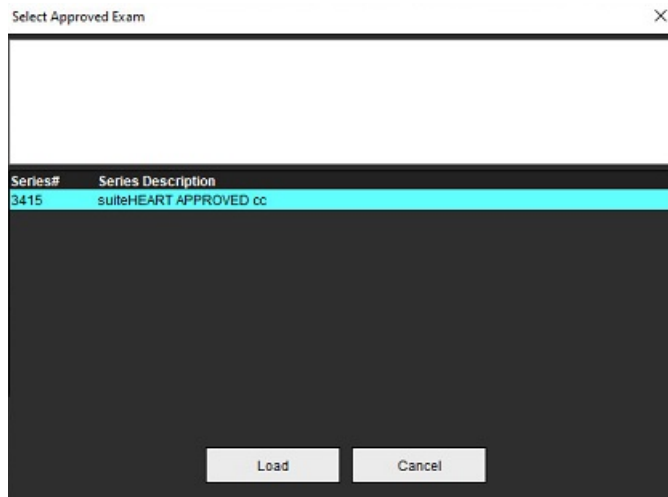 Select Approved Exam
Series# Series Description
3415 suiteHEART APPROVED cc
Load Cancel